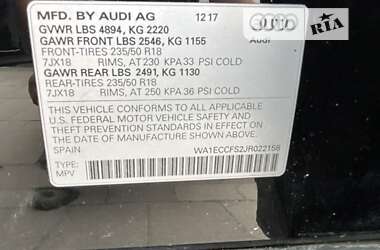 MFD. BY AUDI AG 12 17
GVWR LBS 4894, KG 2220
GAWR FRONT LBS 2546, KG 1155 Audi
FRONT-TIRES 235/50 R18
7JX18 RIMS, AT 230 KPA 33 PSI COLD
GAWR REAR LBS 2491, KG 1130
REAR-TIRES 235/50 R18
7JX18 RIMS, AT 250 KPA 36 PSI COLD
THIS VEHICLE CONFORMS TO ALL APPLICABLE
U.S. FEDERAL MOTOR VEHICLE SAFETY AND
THEFT PREVENTION STANDARDS IN EFFECT ON THE
DATE OF MANUFACTURE SHOWN ABOVE.
SPAIN WA1ECCFS2JR022158
TYPE:
MPV
AUTO
RIA